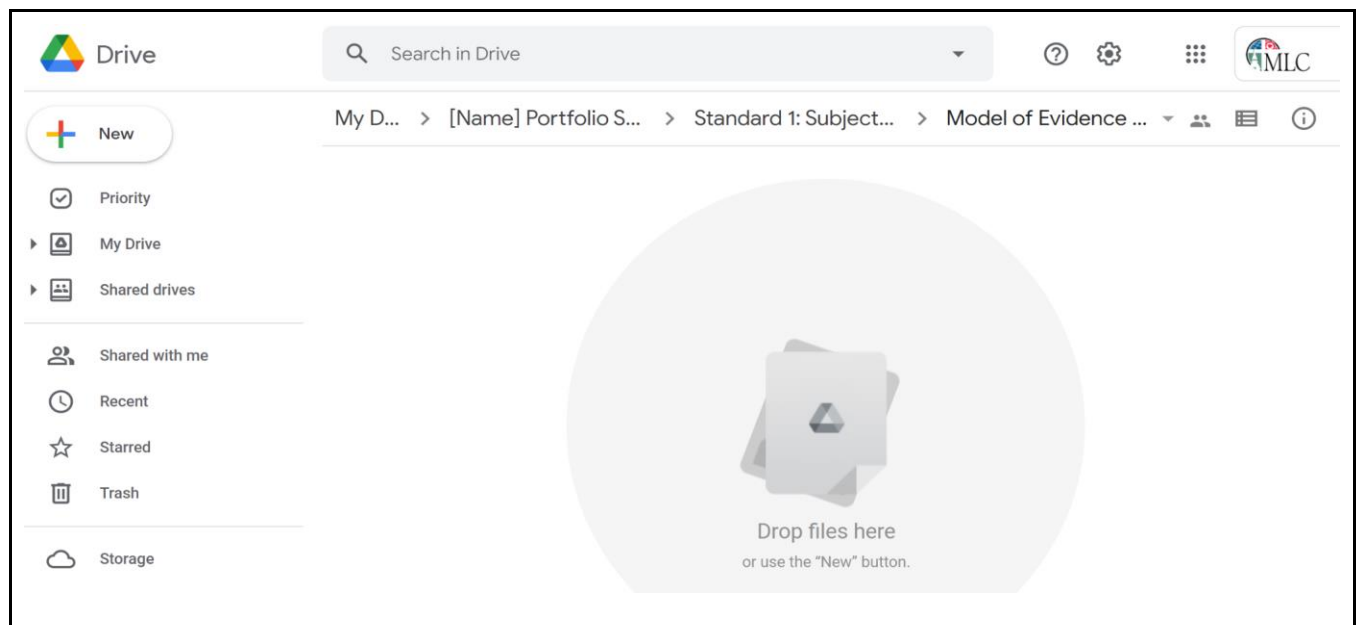 Drive
Search in Drive
MLC
New
My D... > [Name] Portfolio S... > Standard 1: Subject... > Model of Evidence ...
Priority
My Drive
Shared drives
Shared with me
Recent
Starred
Trash
Storage
Drop files here
or use the "New" button.